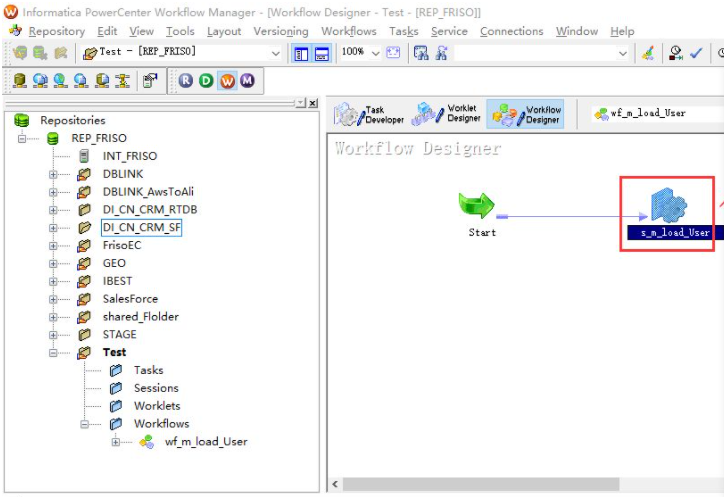 Informatica PowerCenter Workflow Manager - [Workflow Designer - Test - [REP_FRISO]]
Repository Edit View Tools Layout Versioning Workflows Tasks Service Connections Window Help
Test - [REP_FRISO] 100%
R D W M
Task Developer
Worklet Designer
Workflow Designer
wf_m_load_User
Repositories
REP_FRISO
INT_FRISO
DBLINK
DBLINK_AwsToAli
DI_CN_CRM_RTDB
DI_CN_CRM_SF
FrisoEC
GEO
IBEST
SalesForce
shared_Flolder
STAGE
Test
Tasks
Sessions
Worklets
Workflows
wf_m_load_User
Workflow Designer
Start
s_m_load_User